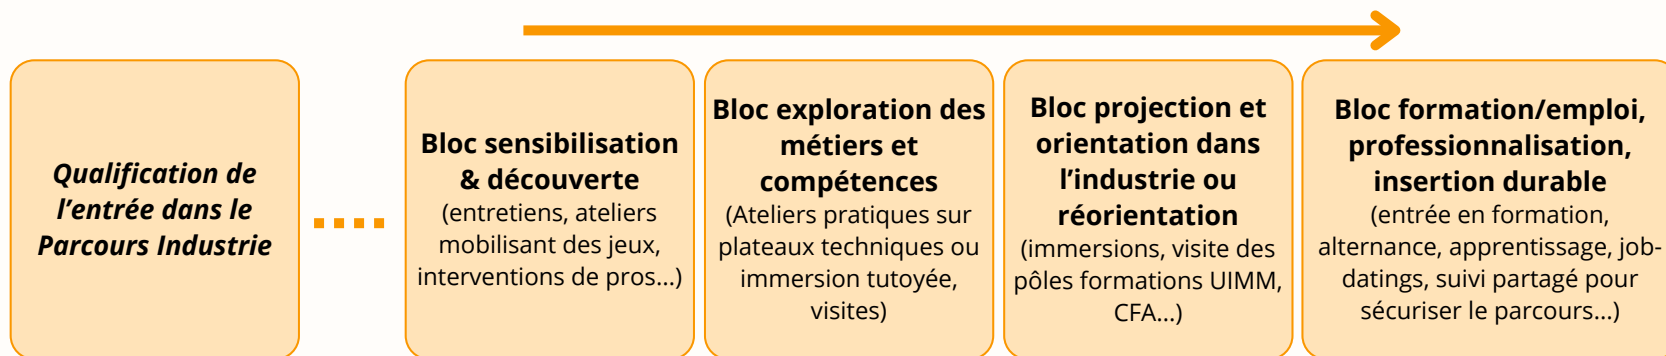 Qualification de
l’entrée dans le
Parcours Industrie
Bloc sensibilisation
& découverte
(entretiens, ateliers
mobilisant des jeux,
interventions de pros...)
Bloc exploration des
métiers et
compétences
(Ateliers pratiques sur
plateaux techniques ou
immersion tutoyée,
visites)
Bloc projection et
orientation dans
l’industrie ou
réorientation
(immersions, visite des
pôles formations UIMM,
CFA...)
Bloc formation/emploi,
professionnalisation,
insertion durable
(entrée en formation,
alternance, apprentissage, job-
datings, suivi partagé pour
sécuriser le parcours...)